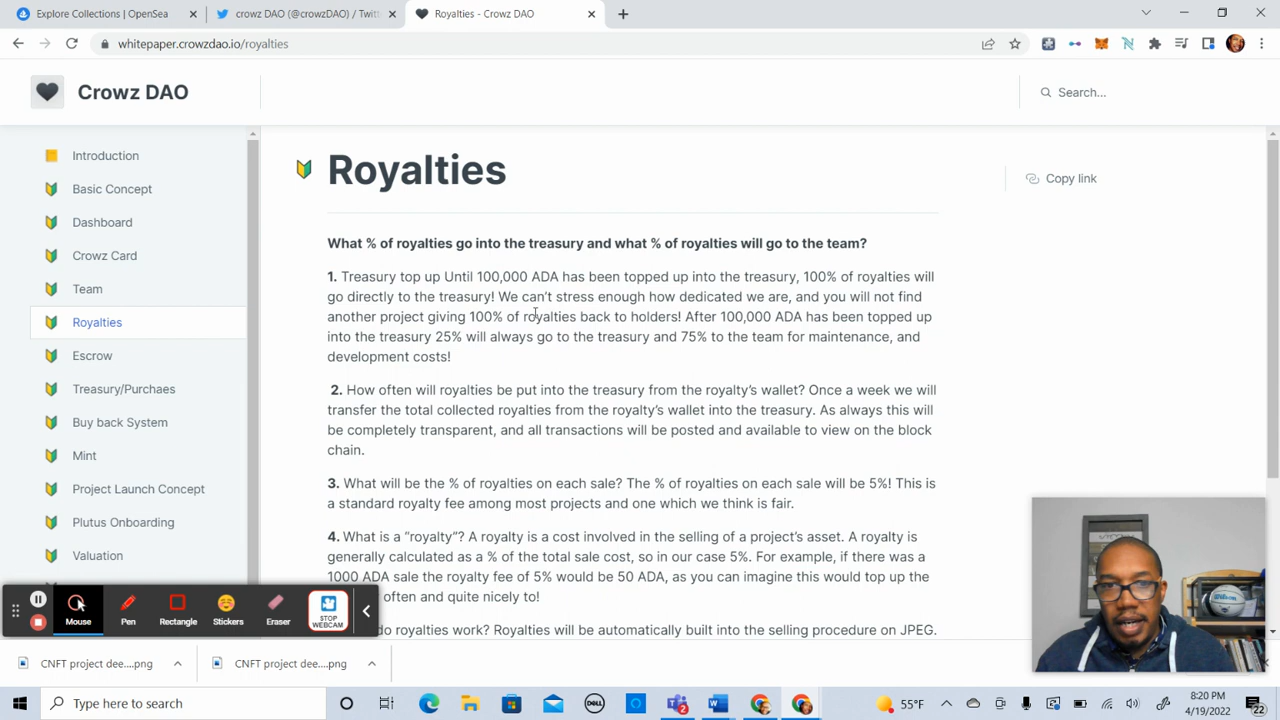 Explore Collections | OpenSea
crowz DAO (@crowzDAO) / Twitt
Royalties - Crowz DAO
whitepaper.crowzdao.io/royalties
Crowz DAO
Search...
Introduction
Basic Concept
Dashboard
Crowz Card
Team
Royalties
Escrow
Treasury/Purchaes
Buy back System
Mint
Project Launch Concept
Plutus Onboarding
Valuation
Royalties
Copy link
What % of royalties go into the treasury and what % of royalties will go to the team?
1. Treasury top up Until 100,000 ADA has been topped up into the treasury, 100% of royalties will
go directly to the treasury! We can't stress enough how dedicated we are, and you will not find
another project giving 100% of royalties back to holders! After 100,000 ADA has been topped up
into the treasury 25% will always go to the treasury and 75% to the team for maintenance, and
development costs!
2. How often will royalties be put into the treasury from the royalty's wallet? Once a week we will
transfer the total collected royalties from the royalty's wallet into the treasury. As always this will
be completely transparent, and all transactions will be posted and available to view on the block
chain.
3. What will be the % of royalties on each sale? The % of royalties on each sale will be 5%! This is
a standard royalty fee among most projects and one which we think is fair.
4. What is a "royalty"? A royalty is a cost involved in the selling of a project's asset. A royalty is
generally calculated as a % of the total sale cost, so in our case 5%. For example, if there was a
1000 ADA sale the royalty fee of 5% would be 50 ADA, as you can imagine this would top up the
often and quite nicely to!
do royalties work? Royalties will be automatically built into the selling procedure on JPEG.
Mouse
Pen
Rectangle
Stickers
Eraser
STOP
WEBCAM
CNFT project dee....png
CNFT project dee....png
Type here to search
DELL
2
55°F
8:20 PM
4/19/2022
22